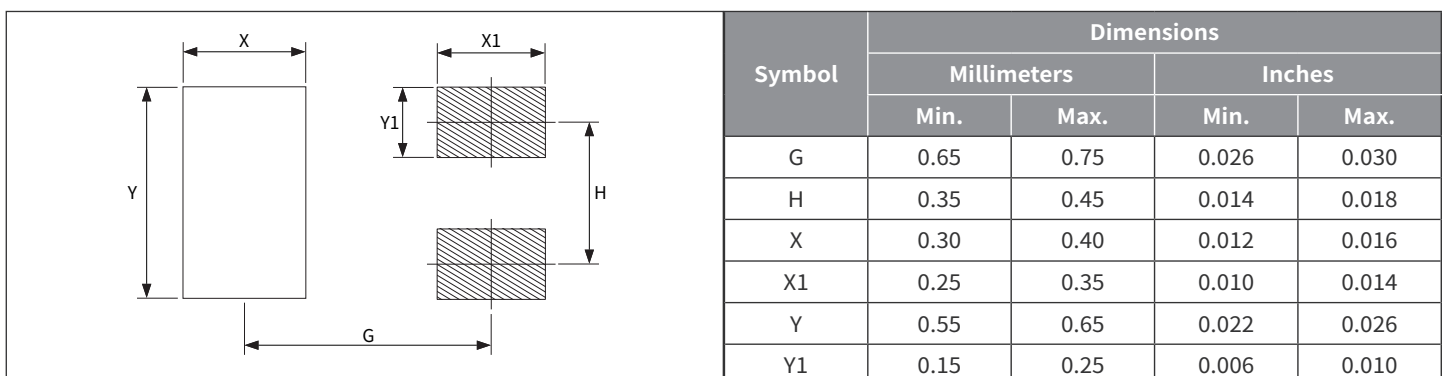 X
X1
Y1
Y
H
G
Symbol
Dimensions
Millimeters Inches
Min. Max. Min. Max.
G 0.65 0.75 0.026 0.030
H 0.35 0.45 0.014 0.018
X 0.30 0.40 0.012 0.016
X1 0.25 0.35 0.010 0.014
Y 0.55 0.65 0.022 0.026
Y1 0.15 0.25 0.006 0.010